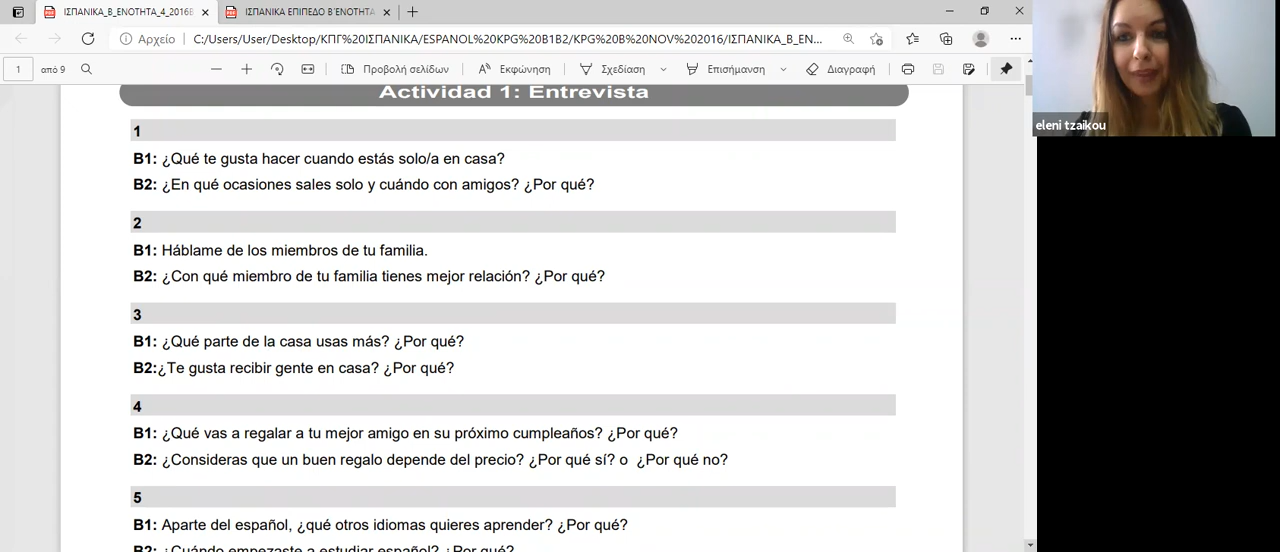 ΙΣΠΑΝΙΚΑ_Β_ΕΝΟΤΗΤΑ_4_2016
ΙΣΠΑΝΙΚΑ ΕΠΙΠΕΔΟ Β'ΕΝΟΤΗΤΑ
Αρχείο
C:/Users/User/Desktop/ΚΠΓ%20ΙΣΠΑΝΙΚΑ/ESPANOL%20KPG%20B1B2/KPG%20B%20NOV%202016/ΙΣΠΑΝΙΚΑ_Β_ΕΝ...
1 από 9
Προβολή σελίδων
Εκφώνηση
Σχεδίαση
Επισήμανση
Διαγραφή
Actividad 1: Entrevista
1
B1: ¿Qué te gusta hacer cuando estás solo/a en casa?
B2: ¿En qué ocasiones sales solo y cuándo con amigos? ¿Por qué?
2
B1: Háblame de los miembros de tu familia.
B2: ¿Con qué miembro de tu familia tienes mejor relación? ¿Por qué?
3
B1: ¿Qué parte de la casa usas más? ¿Por qué?
B2:¿Te gusta recibir gente en casa? ¿Por qué?
4
B1: ¿Qué vas a regalar a tu mejor amigo en su próximo cumpleaños? ¿Por qué?
B2: ¿Consideras que un buen regalo depende del precio? ¿Por qué sí? o ¿Por qué no?
5
B1: Aparte del español, ¿qué otros idiomas quieres aprender? ¿Por qué?
B2: ¿Cuándo empezaste a estudiar español? ¿Por qué?
eleni tzaikou